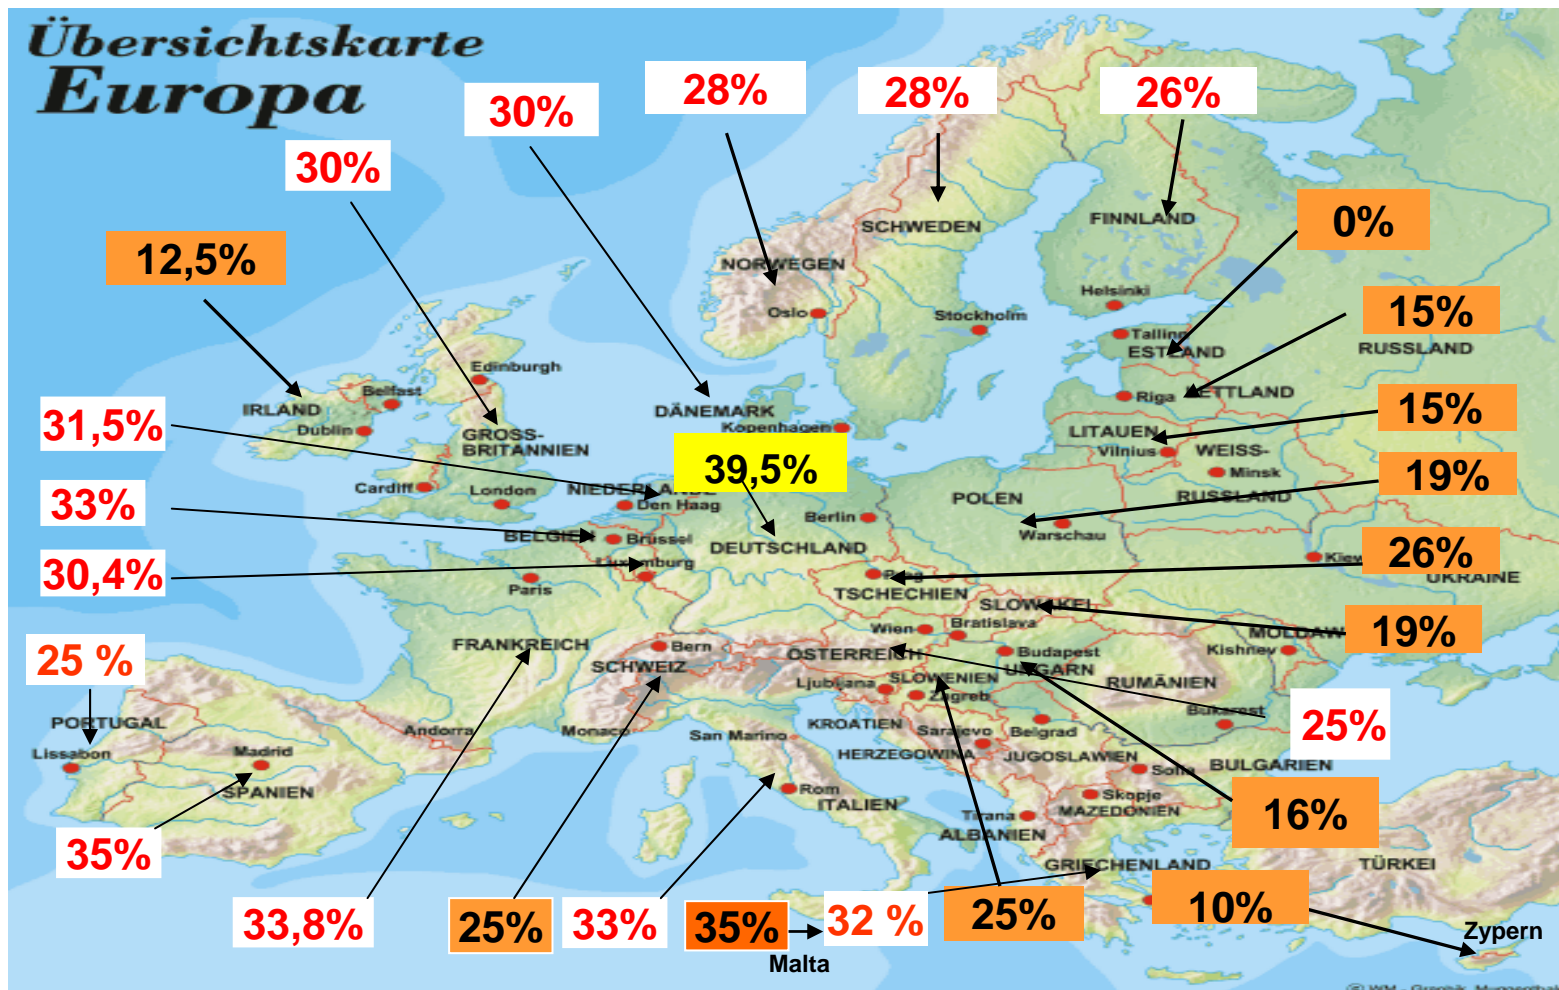 Übersichtskarte
Europa
28%
28%
26%
30%
30%
0%
12,5%
SCHWEDEN
FINNLAND
NORWEGEN
Helsinki
15%
Oslo
Stockholm
Tallinn
ESTLAND
RUSSLAND
Edinburgh
Belfast
IRLAND
DÄNEMARK
Riga
LETTLAND
15%
31,5%
Dublin
GROSS-
BRITANNIEN
Kopenhagen
LITAUEN
Vilnius
WEISS-
RUSSLAND
Minsk
39,5%
19%
33%
Cardiff
London
NIEDERLANDE
Den Haag
Berlin
POLEN
Warschau
BELGIEN
Brüssel
DEUTSCHLAND
26%
Kiew
UKRAINE
30,4%
Luxemburg
Paris
Prag
TSCHECHIEN
SLOWAKEI
19%
Wien
Bratislava
MOLDAW
Kishnev
25 %
FRANKREICH
Bern
SCHWEIZ
ÖSTERREICH
Budapest
UNGARN
RUMÄNIEN
Ljubljana
SLOWENIEN
Zagreb
Bukarest
25%
PORTUGAL
Lissabon
Madrid
SPANIEN
Andorra
Monaco
San Marino
KROATIEN
Sarajevo
Belgrad
HERZEGOWINA
JUGOSLAWIEN
Sofia
BULGARIEN
Rom
ITALIEN
Skopje
MAZEDONIEN
16%
Tirana
ALBANIEN
35%
GRIECHENLAND
TÜRKEI
33,8%
25%
33%
35%
Malta
32 %
25%
10%
Zypern